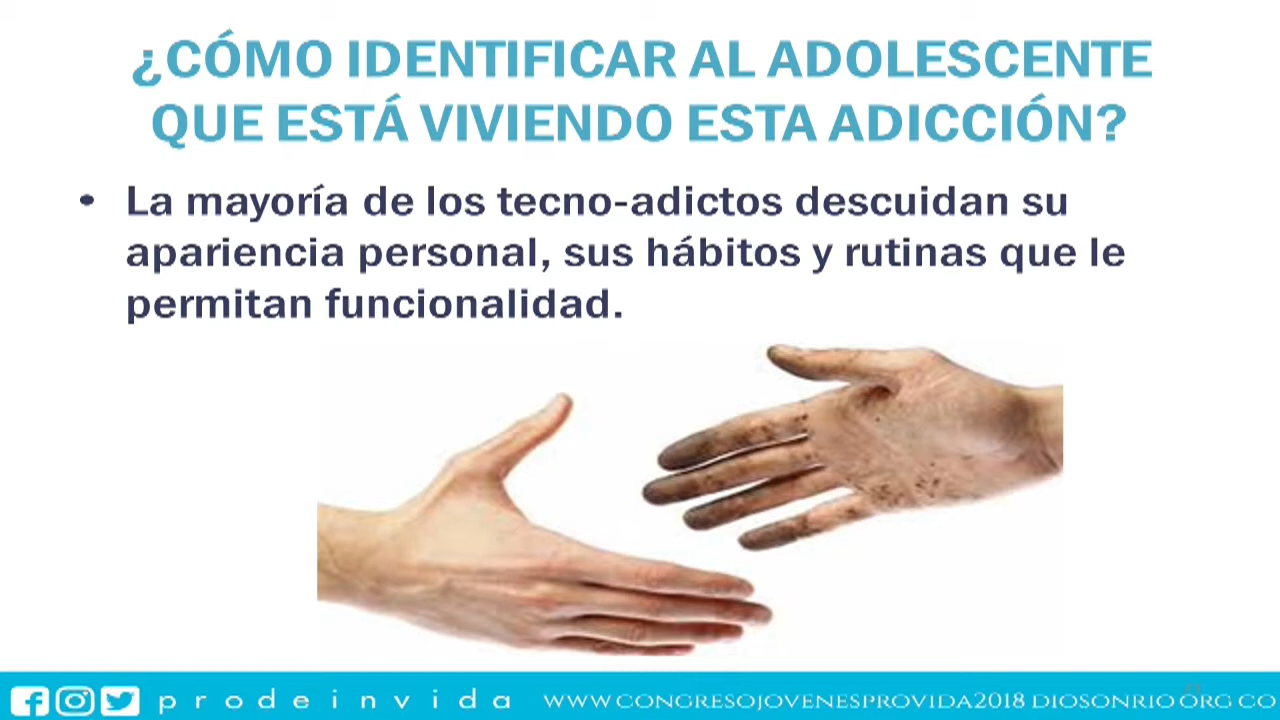 ¿CÓMO IDENTIFICAR AL ADOLESCENTE
QUE ESTÁ VIVIENDO ESTA ADICCIÓN?
• La mayoría de los tecno-adictos descuidan su
apariencia personal, sus hábitos y rutinas que le
permitan funcionalidad.
prodeinvida WWW.CONGRESOJOVENESPROVIDA2018 DIOSONRIO ORG CO